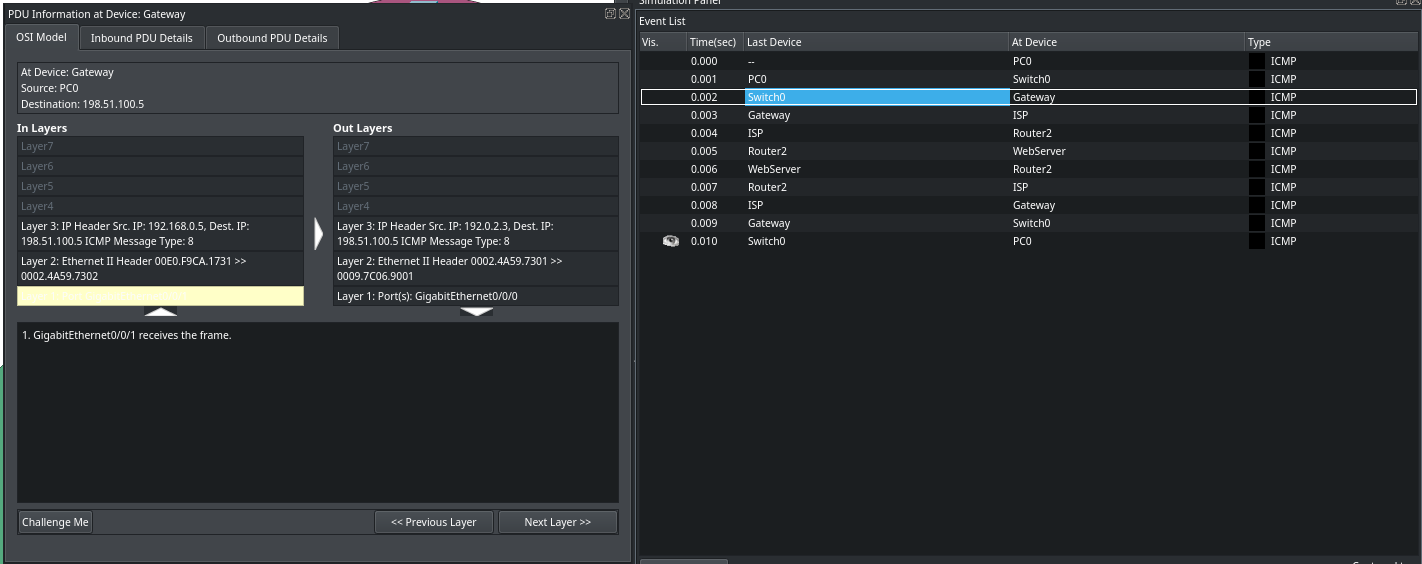 PDU Information at Device: Gateway
OSI Model
Inbound PDU Details
Outbound PDU Details
At Device: Gateway
Source: PC0
Destination: 198.51.100.5
In Layers
Layer7
Layer6
Layer5
Layer4
Layer 3: IP Header Src. IP: 192.168.0.5, Dest. IP:
198.51.100.5 ICMP Message Type: 8
Layer 2: Ethernet II Header 00E0.F9CA.1731 >>
0002.4A59.7302
Out Layers
Layer7
Layer6
Layer5
Layer4
Layer 3: IP Header Src. IP: 192.0.2.3, Dest. IP:
198.51.100.5 ICMP Message Type: 8
Layer 2: Ethernet II Header 0002.4A59.7301 >>
0009.7C06.9001
Layer 1: Port(s): GigabitEthernet0/0/0
1. GigabitEthernet0/0/1 receives the frame.
Challenge Me
<< Previous Layer
Next Layer >>
Simulation Panel
Event List
Vis. Time(sec) Last Device At Device Type
0.000 -- PC0 ICMP
0.001 PC0 Switch0 ICMP
0.002 Switch0 Gateway ICMP
0.003 Gateway ISP ICMP
0.004 ISP Router2 ICMP
0.005 Router2 WebServer ICMP
0.006 WebServer Router2 ICMP
0.007 Router2 ISP ICMP
0.008 ISP Gateway ICMP
0.009 Gateway Switch0 ICMP
0.010 Switch0 PC0 ICMP